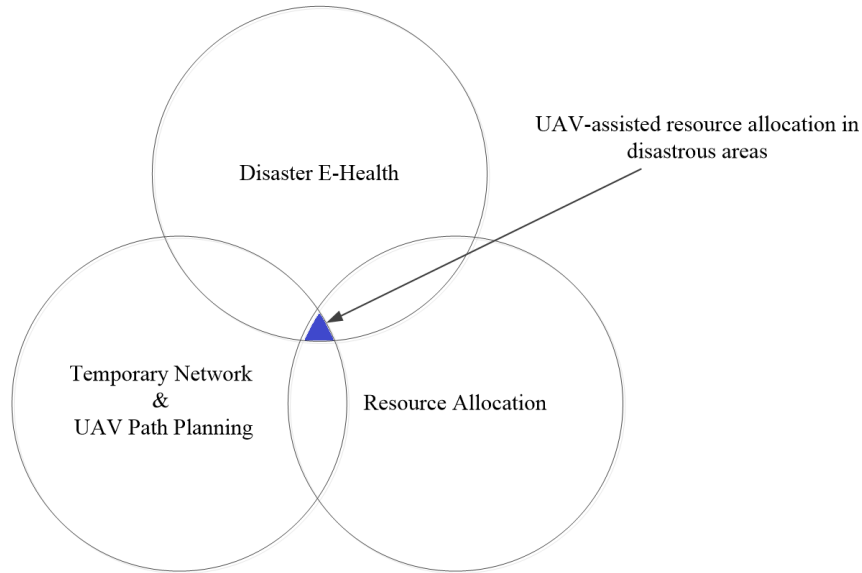 UAV-assisted resource allocation in
disastrous areas
Disaster E-Health
Temporary Network
&
UAV Path Planning
Resource Allocation